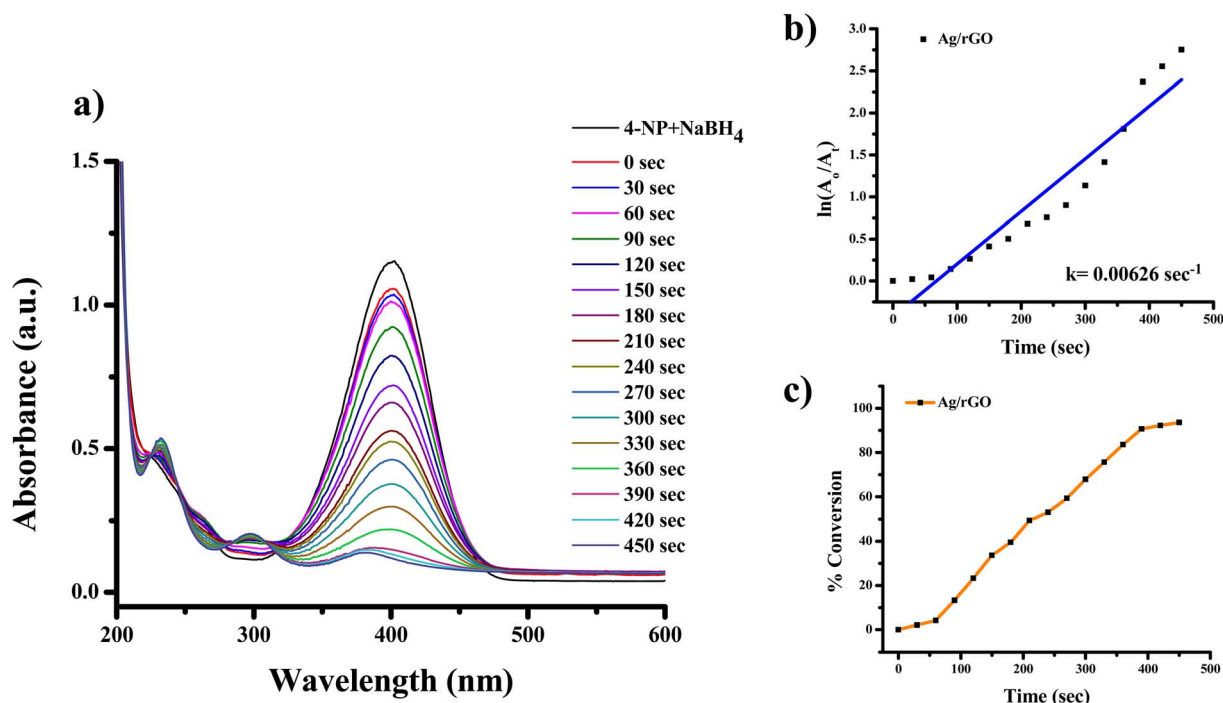 a)
4-NP+NaBH4
0 sec
30 sec
60 sec
90 sec
120 sec
150 sec
180 sec
210 sec
240 sec
270 sec
300 sec
330 sec
360 sec
390 sec
420 sec
450 sec
1.5
1.0
0.5
0.0
Absorbance (a.u.)
200
300
400
500
600
Wavelength (nm)
b)
Ag/rGO
3.0
2.5
2.0
1.5
1.0
0.5
0.0
ln(Ao/At)
k= 0.00626 sec-1
0
100
200
300
400
500
Time (sec)
c)
Ag/rGO
100
80
60
40
20
0
% Conversion
0
100
200
300
400
500
Time (sec)